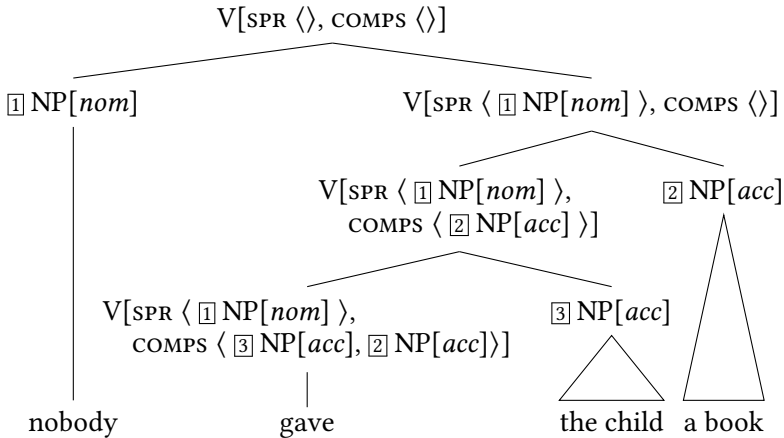 V[SPR ⟨⟩, COMPS ⟨⟩]
1 NP[nom] V[SPR ⟨ 1 NP[nom] ⟩, COMPS ⟨⟩]
V[SPR ⟨ 1 NP[nom] ⟩,
COMPS ⟨ 2 NP[acc] ⟩]
2 NP[acc]
V[SPR ⟨ 1 NP[nom] ⟩,
COMPS ⟨ 3 NP[acc], 2 NP[acc]⟩]
3 NP[acc]
nobody gave the child a book